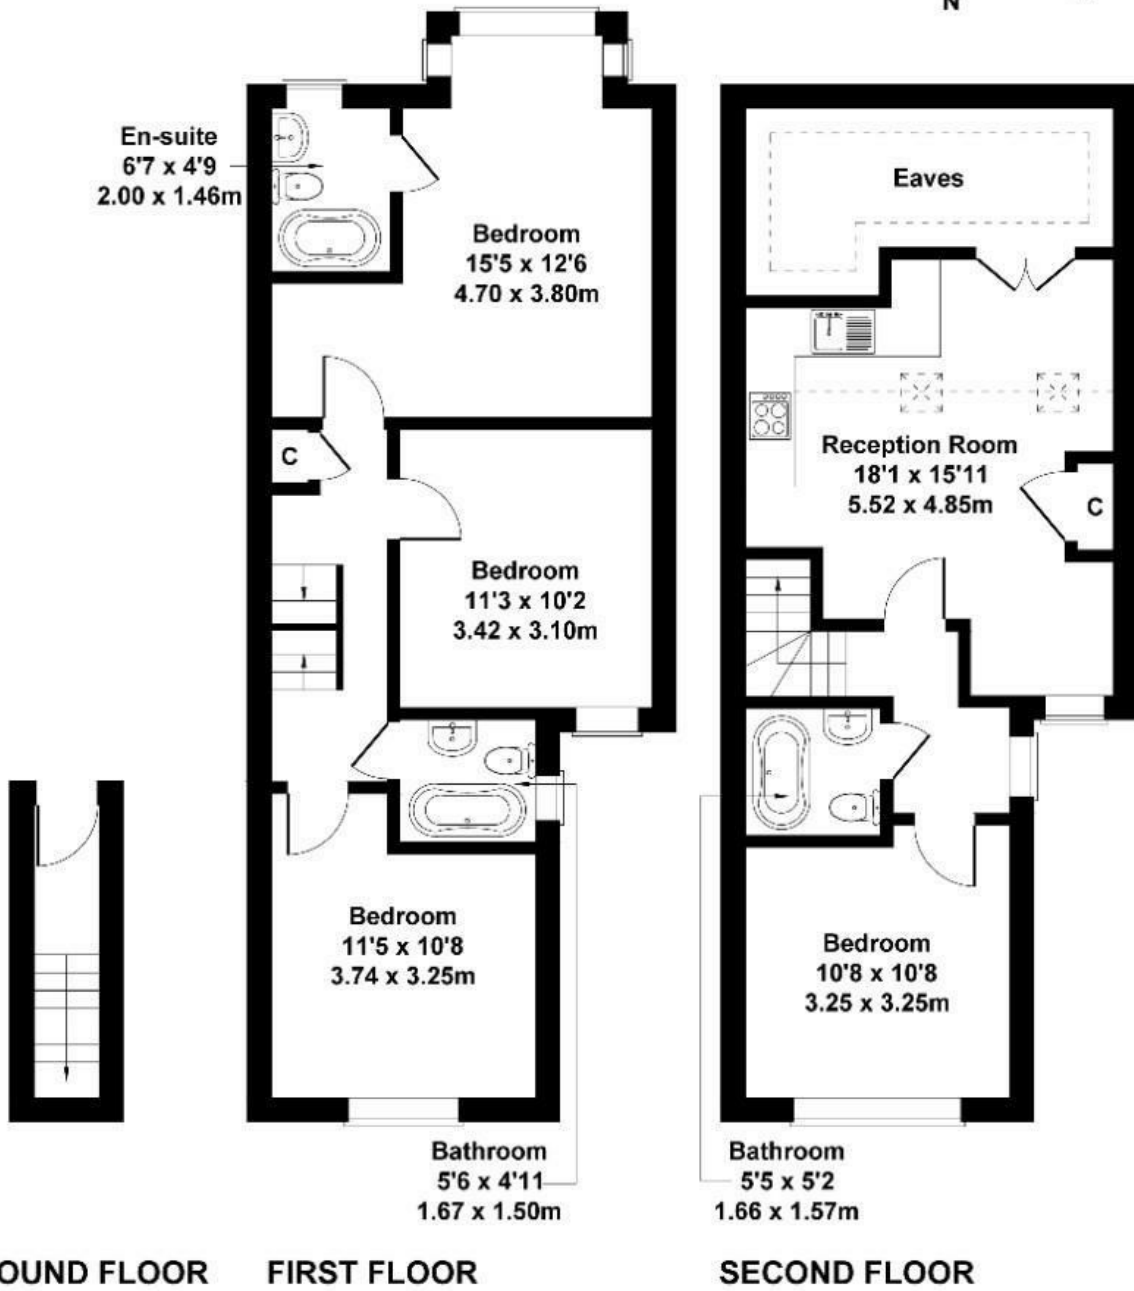 N
En-suite
6'7 x 4'9
2.00 x 1.46m
Bedroom
15'5 x 12'6
4.70 x 3.80m
C
Bedroom
11'3 x 10'2
3.42 x 3.10m
Bedroom
11'5 x 10'8
3.74 x 3.25m
Bathroom
5'6 x 4'11
1.67 x 1.50m
Eaves
Reception Room
18'1 x 15'11
5.52 x 4.85m
C
Bedroom
10'8 x 10'8
3.25 x 3.25m
Bathroom
5'5 x 5'2
1.66 x 1.57m
OUND FLOOR
FIRST FLOOR
SECOND FLOOR